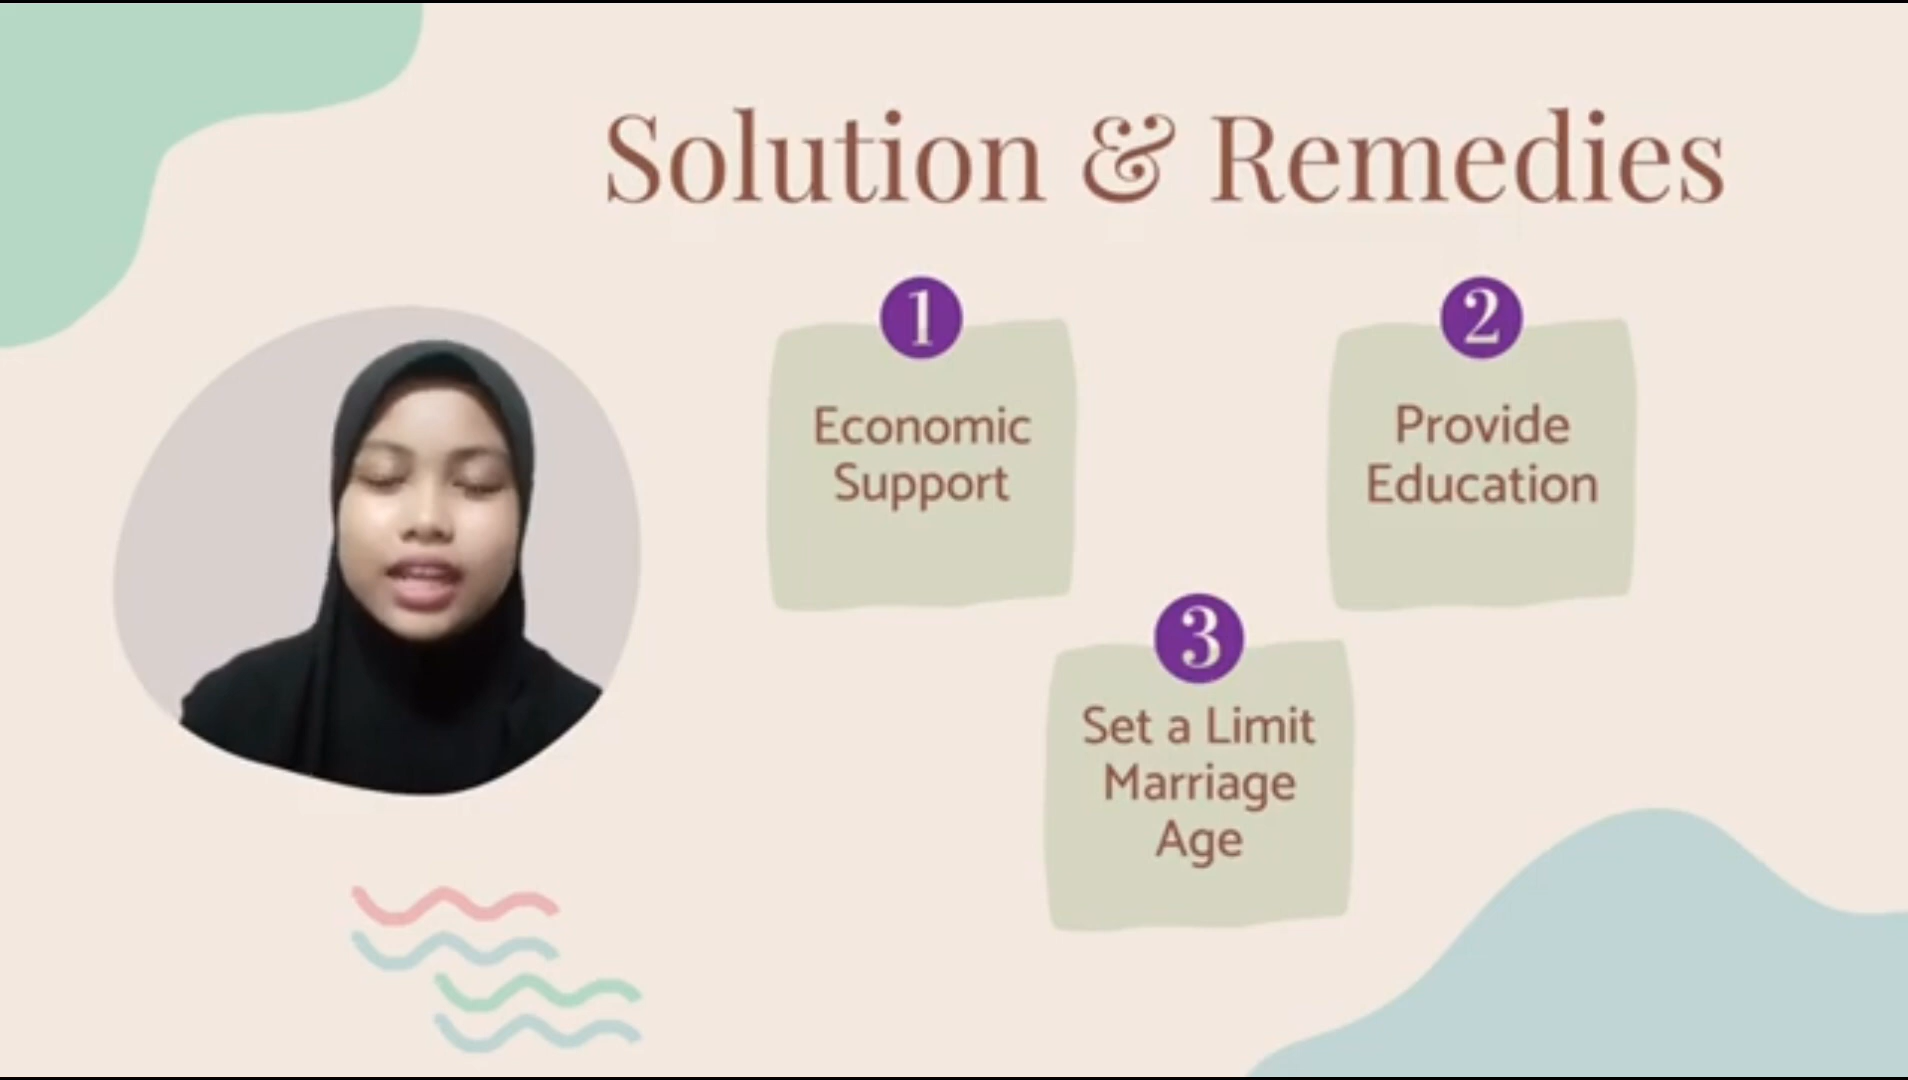 Solution & Remedies
1
Economic
Support
2
Provide
Education
3
Set a Limit
Marriage
Age